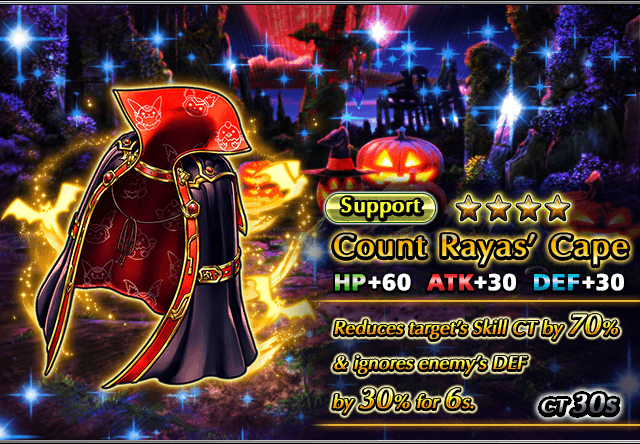 Support
Count Rayas' Cape
HP+60 ATK+30 DEF+30
Reduces target's Skill CT by 70%
& ignores enemy's DEF
by 30% for 6s.
CT 30s